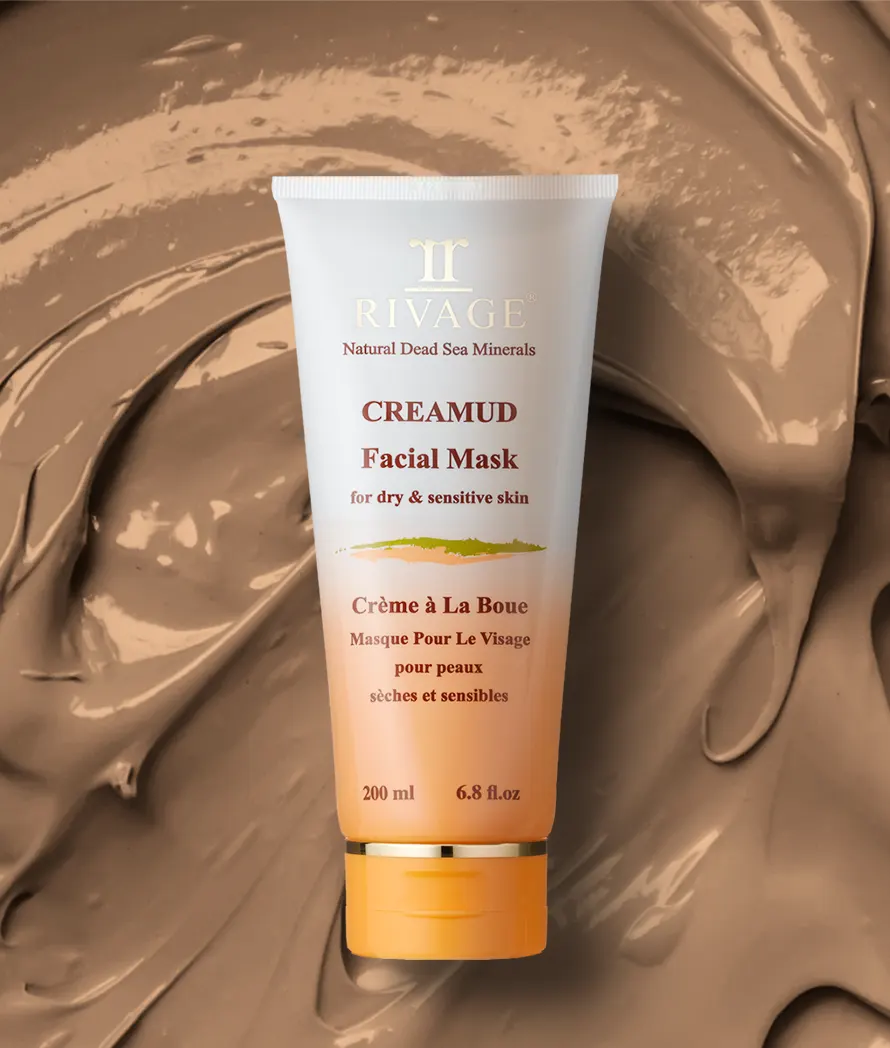 RIVAGE®
Natural Dead Sea Minerals
CREAMUD
Facial Mask
for dry & sensitive skin
Crème à La Boue
Masque Pour Le Visage
pour peaux
sèches et sensibles
200 ml 6.8 fl.oz